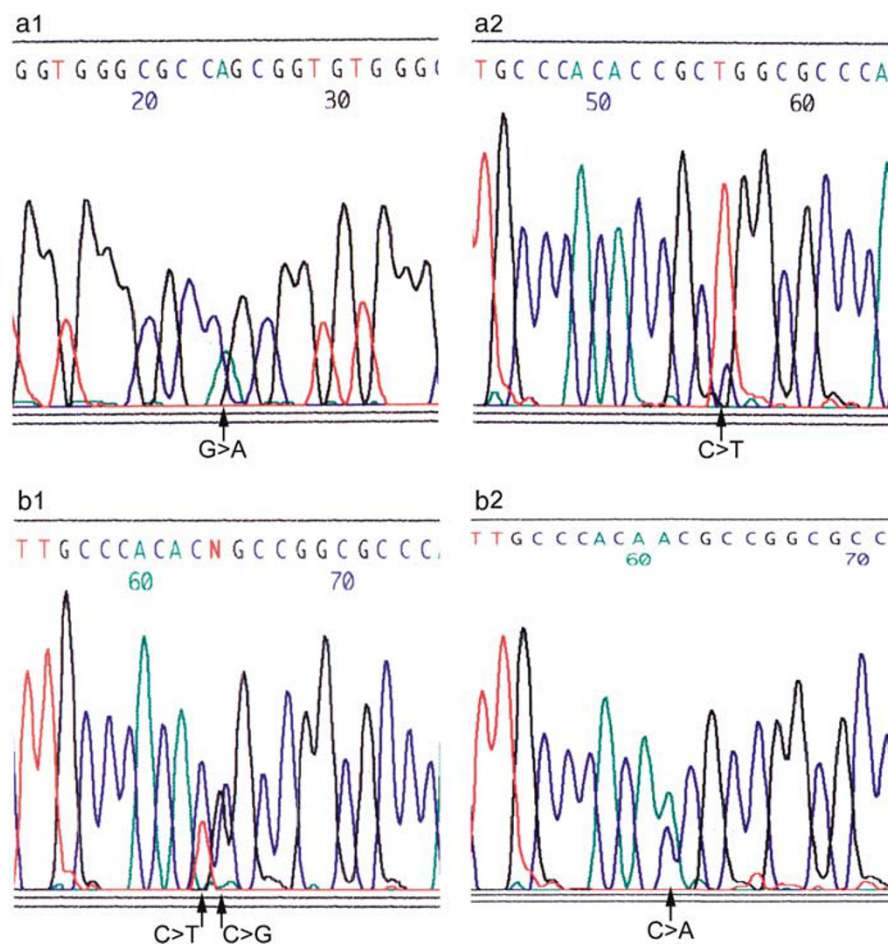 a1
G G T G G G C G C C A G C G G T G T G G G
20 30
G>A
a2
T G C C C A C A C C G C T G G C G C C C A
50 60
C>T
b1
T T G C C C A C A C N G C C G G C G C C C
60 70
C>T C>G
b2
T T G C C C A C A A C G C C G G C G C C
60 70
C>A